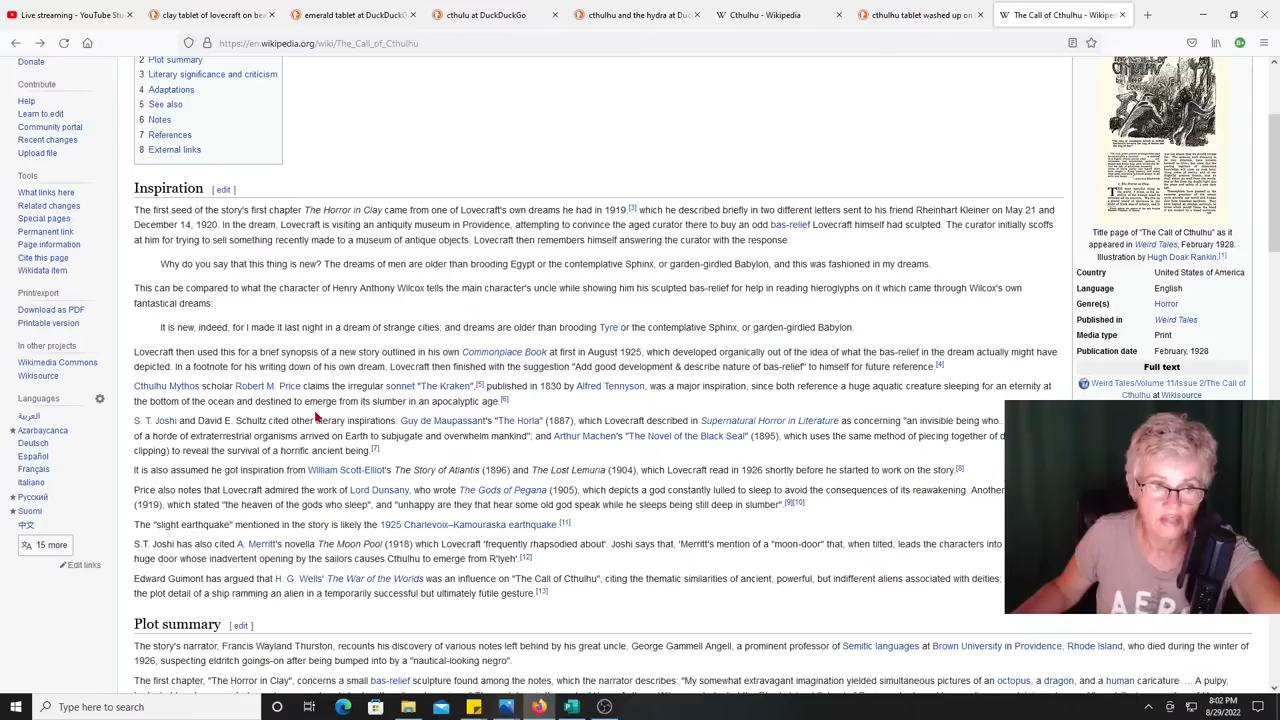 Live streaming - YouTube Stu
clay tablet of lovecraft on bea
emerald tablet at DuckDuckG
cthulu at DuckDuckGo
cthulhu and the hydra at Duc
Cthulhu - Wikipedia
cthulhu tablet washed up on
The Call of Cthulhu - Wikiped
https://en.wikipedia.org/wiki/The_Call_of_Cthulhu
Donate
Contribute
Help
Learn to edit
Community portal
Recent changes
Upload file
Tools
What links here
Related changes
Special pages
Permanent link
Page information
Cite this page
Wikidata item
Print/export
Download as PDF
Printable version
In other projects
Wikimedia Commons
Wikisource
Languages
العربية
Azərbaycanca
Deutsch
Español
Français
Italiano
Русский
Suomi
中文
15 more
Edit links
2 Plot summary
3 Literary significance and criticism
4 Adaptations
5 See also
6 Notes
7 References
8 External links
Inspiration [ edit ]
The first seed of the story's first chapter The Horror in Clay came from one of Lovecraft's own dreams he had in 1919,[3] which he described briefly in two different letters sent to his friend Rheinhart Kleiner on May 21 and
December 14, 1920. In the dream, Lovecraft is visiting an antiquity museum in Providence, attempting to convince the aged curator there to buy an odd bas-relief Lovecraft himself had sculpted. The curator initially scoffs
at him for trying to sell something recently made to a museum of antique objects. Lovecraft then remembers himself answering the curator with the response
Why do you say that this thing is new? The dreams of men are older than brooding Egypt or the contemplative Sphinx, or garden-girdled Babylon, and this was fashioned in my dreams.
This can be compared to what the character of Henry Anthony Wilcox tells the main character's uncle while showing him his sculpted bas-relief for help in reading hieroglyphs on it which came through Wilcox's own
fantastical dreams:
It is new, indeed, for I made it last night in a dream of strange cities; and dreams are older than brooding Tyre or the contemplative Sphinx, or garden-girdled Babylon.
Lovecraft then used this for a brief synopsis of a new story outlined in his own Commonplace Book at first in August 1925, which developed organically out of the idea of what the bas-relief in the dream actually might have
depicted. In a footnote for his writing down of his own dream, Lovecraft then finished with the suggestion "Add good development & describe nature of bas-relief" to himself for future reference.[4]
Cthulhu Mythos scholar Robert M. Price claims the irregular sonnet "The Kraken",[5] published in 1830 by Alfred Tennyson, was a major inspiration, since both reference a huge aquatic creature sleeping for an eternity at
the bottom of the ocean and destined to emerge from its slumber in an apocalyptic age.[6]
S. T. Joshi and David E. Schultz cited other literary inspirations: Guy de Maupassant's "The Horla" (1887), which Lovecraft described in Supernatural Horror in Literature as concerning "an invisible being who.
of a horde of extraterrestrial organisms arrived on Earth to subjugate and overwhelm mankind"; and Arthur Machen's "The Novel of the Black Seal" (1895), which uses the same method of piecing together of d
clipping) to reveal the survival of a horrific ancient being.[7]
It is also assumed he got inspiration from William Scott-Elliot's The Story of Atlantis (1896) and The Lost Lemuria (1904), which Lovecraft read in 1926 shortly before he started to work on the story.[8]
Price also notes that Lovecraft admired the work of Lord Dunsany, who wrote The Gods of Pegana (1905), which depicts a god constantly lulled to sleep to avoid the consequences of its reawakening. Another
(1919), which stated "the heaven of the gods who sleep", and "unhappy are they that hear some old god speak while he sleeps being still deep in slumber".[9][10]
The "slight earthquake" mentioned in the story is likely the 1925 Charlevoix–Kamouraska earthquake.[11]
S.T. Joshi has also cited A. Merritt's novella The Moon Pool (1918) which Lovecraft 'frequently rhapsodied about'. Joshi says that, 'Merritt's mention of a "moon-door" that, when tilted, leads the characters into
huge door whose inadvertent opening by the sailors causes Cthulhu to emerge from R'lyeh'.[12]
Edward Guimont has argued that H. G. Wells' The War of the Worlds was an influence on "The Call of Cthulhu", citing the thematic similarities of ancient, powerful, but indifferent aliens associated with deities;
the plot detail of a ship ramming an alien in a temporarily successful but ultimately futile gesture.[13]
Plot summary [ edit ]
The story's narrator, Francis Wayland Thurston, recounts his discovery of various notes left behind by his great uncle, George Gammell Angell, a prominent professor of Semitic languages at Brown University in Providence, Rhode Island, who died during the winter of
1926, suspecting eldritch goings-on after being bumped into by a "nautical-looking negro".
The first chapter, "The Horror in Clay", concerns a small bas-relief sculpture found among the notes, which the narrator describes: "My somewhat extravagant imagination yielded simultaneous pictures of an octopus, a dragon, and a human caricature. ... A pulpy,
Title page of "The Call of Cthulhu" as it
appeared in Weird Tales, February 1928.
Illustration by Hugh Doak Rankin.[1]
Country United States of America
Language English
Genre(s) Horror
Published in Weird Tales
Media type Print
Publication date February, 1928
Full text
Weird Tales/Volume 11/Issue 2/The Call of
Cthulhu at Wikisource
AER
Type here to search
8:02 PM
8/29/2022